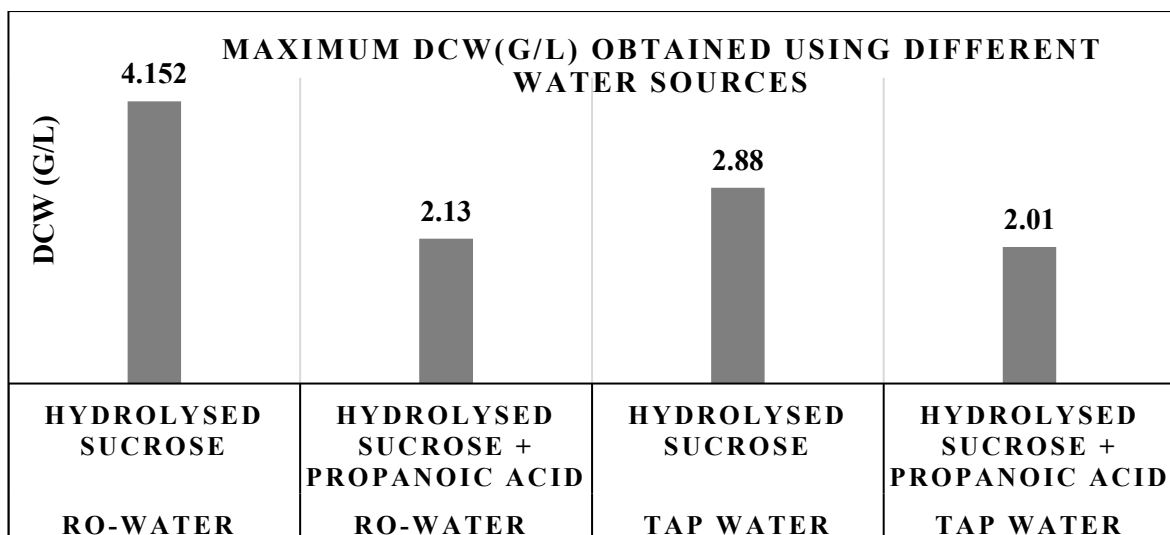 MAXIMUM DCW(G/L) OBTAINED USING DIFFERENT
WATER SOURCES
DCW (G/L)
4.152
2.13
2.88
2.01
HYDROLYSED
SUCROSE
HYDROLYSED
SUCROSE +
PROPANOIC ACID
HYDROLYSED
SUCROSE
HYDROLYSED
SUCROSE +
PROPANOIC ACID
RO-WATER
RO-WATER
TAP WATER
TAP WATER